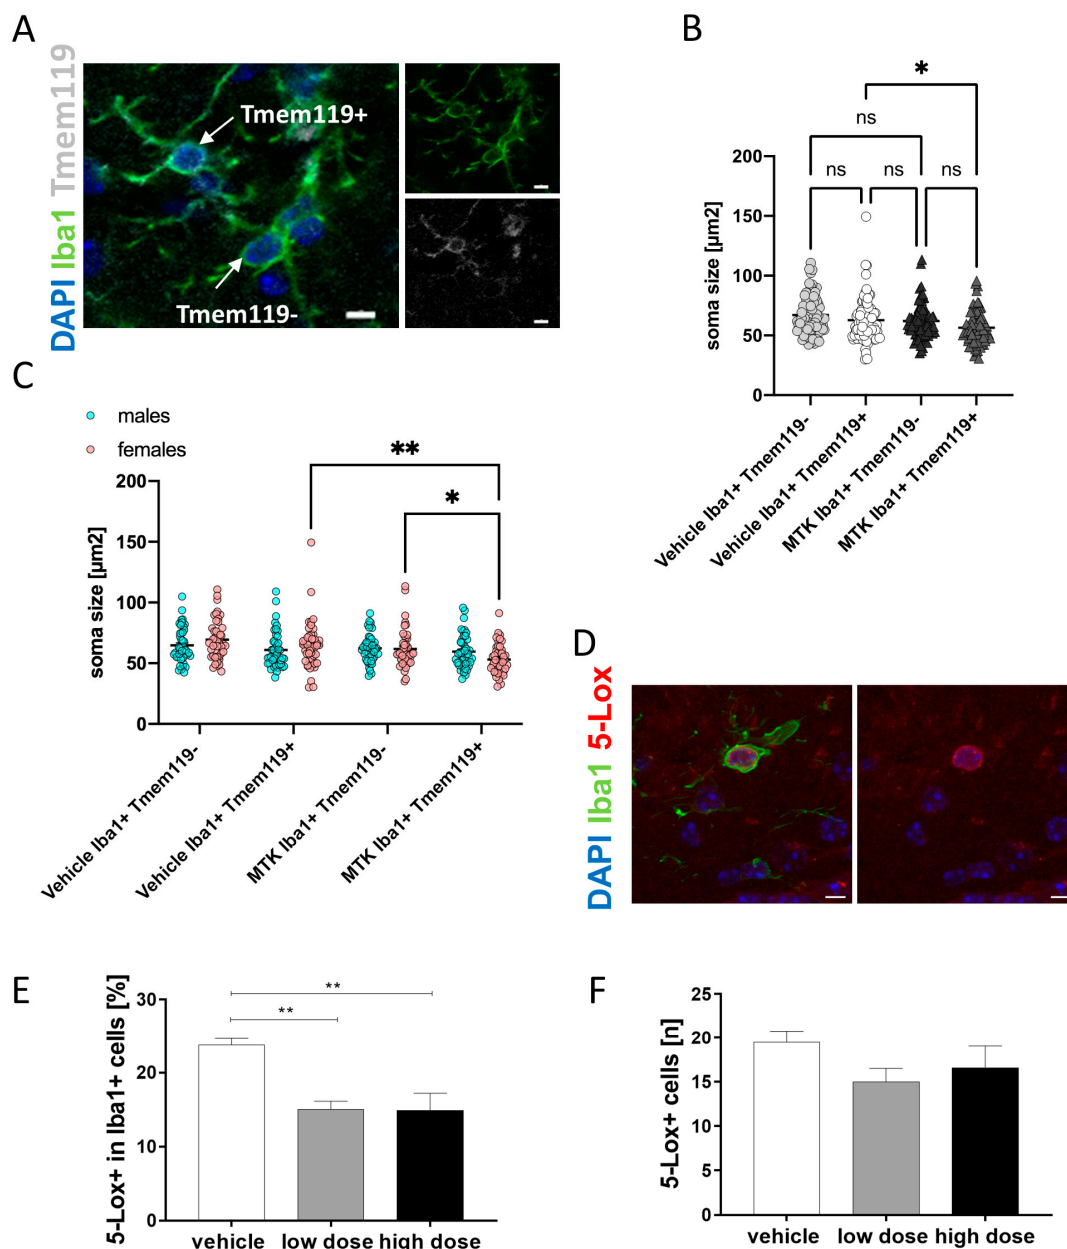 A
DAPI Iba1 Tmem119
Tmem119+
Tmem119-
B
*
ns
ns
ns
ns
200
150
100
50
0
soma size [µm2]
Vehicle Iba1+ Tmem119-
Vehicle Iba1+ Tmem119+
MTK Iba1+ Tmem119-
MTK Iba1+ Tmem119+
C
males
females
**
*
200
150
100
50
0
soma size [µm2]
Vehicle Iba1+ Tmem119-
Vehicle Iba1+ Tmem119+
MTK Iba1+ Tmem119-
MTK Iba1+ Tmem119+
D
DAPI Iba1 5-Lox
E
5-Lox+ in Iba1+ cells [%]
30
20
10
0
**
**
vehicle low dose high dose
F
5-Lox+ cells [n]
25
20
15
10
5
0
vehicle low dose high dose